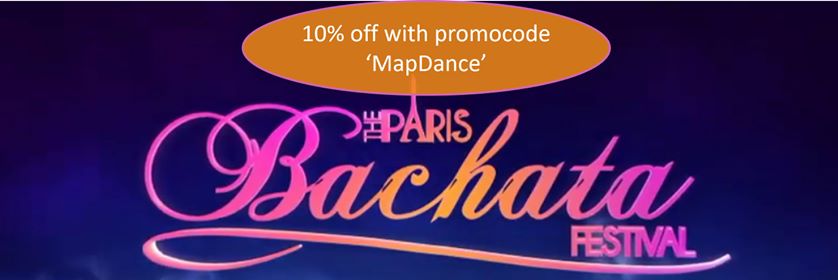 10% off with promocode
‘MapDance’
THE PARIS
Bachata
FESTIVAL